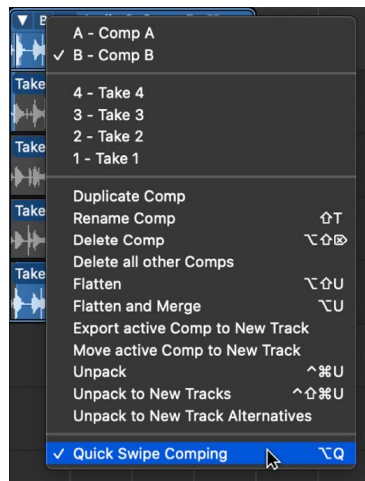 A - Comp A
✓ B - Comp B
4 - Take 4
Take
3 - Take 3
2 - Take 2
Take
1 - Take 1
Duplicate Comp
Take
Rename Comp ⇧T
Delete Comp ⌥⇧⌦
Delete all other Comps
Take
Flatten ⌥⇧U
Flatten and Merge ⌥U
Export active Comp to New Track
Move active Comp to New Track
Unpack ^⌘U
Unpack to New Tracks ^⇧⌘U
Unpack to New Track Alternatives
✓ Quick Swipe Comping ⌥Q